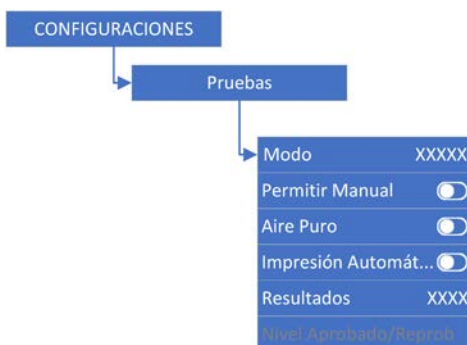 CONFIGURACIONES
Pruebas
Modo XXXXX
Permitir Manual
Aire Puro
Impresión Automát...
Resultados XXXX
Nivel Aprobado/Reprob